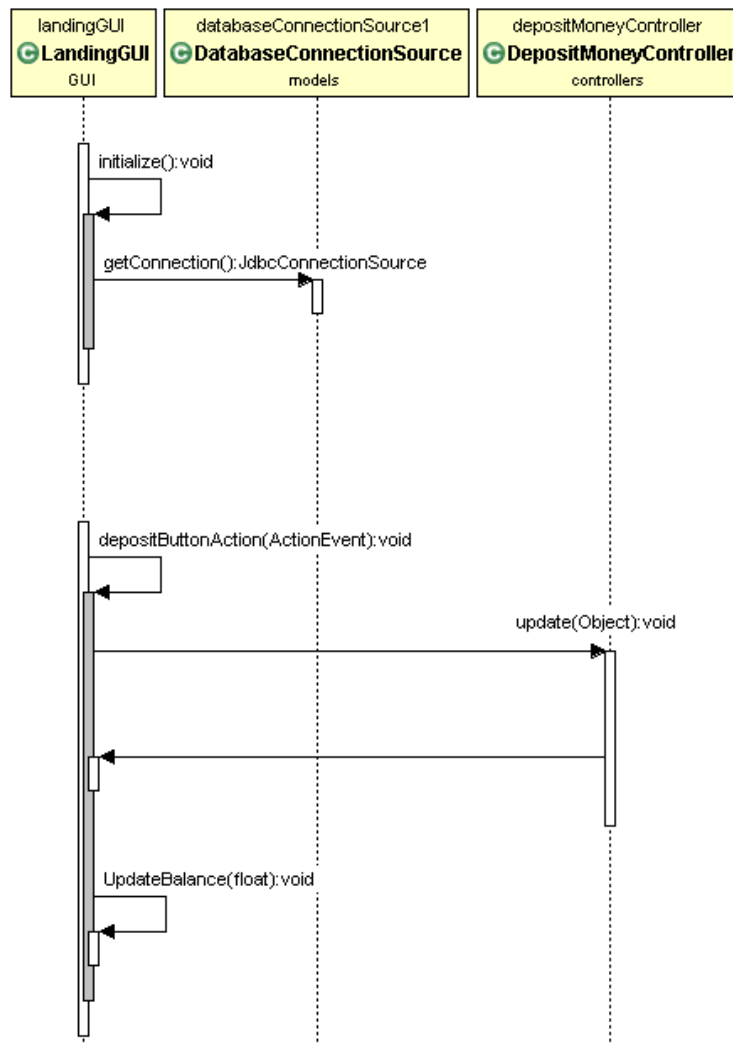 landingGUI
LandingGUI
GUI
databaseConnectionSource1
DatabaseConnectionSource
models
depositMoneyController
DepositMoneyController
controllers
initialize():void
getConnection():JdbcConnectionSource
depositButtonAction(ActionEvent):void
update(Object):void
UpdateBalance(float):void